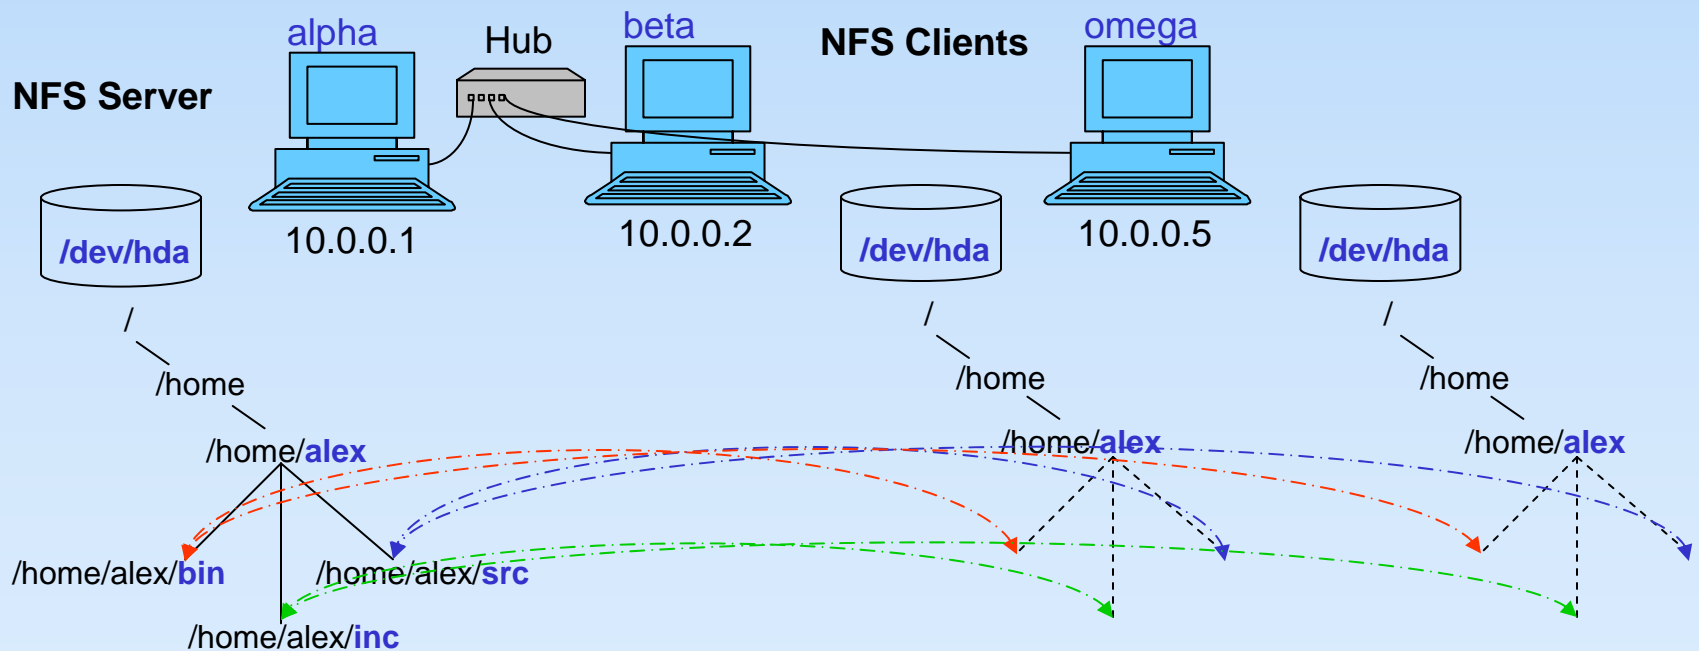 alpha
Hub
beta
NFS Clients
omega
NFS Server
/dev/hda
10.0.0.1
10.0.0.2
/dev/hda
10.0.0.5
/dev/hda
/
/
/
/home
/home
/home
/home/alex
/home/alex
/home/alex
/home/alex/bin
/home/alex/src
/home/alex/inc